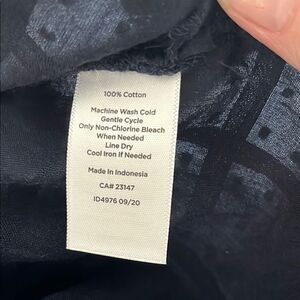 100% Cotton
Machine Wash Cold
Gentle Cycle
Only Non-Chlorine Bleach
When Needed
Line Dry
Cool Iron If Needed
Made In Indonesia
CA# 23147
ID4976 09/20